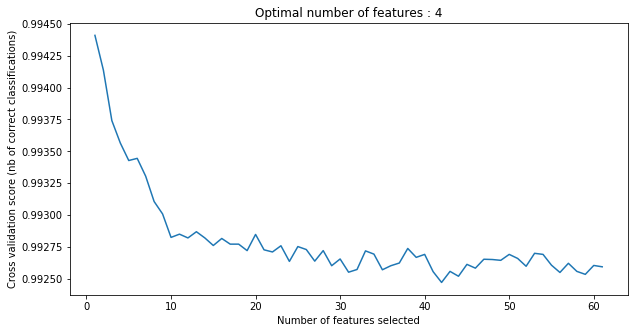 Optimal number of features : 4
Cross validation score (nb of correct classifications)
0.99450
0.99425
0.99400
0.99375
0.99350
0.99325
0.99300
0.99275
0.99250
0 10 20 30 40 50 60
Number of features selected